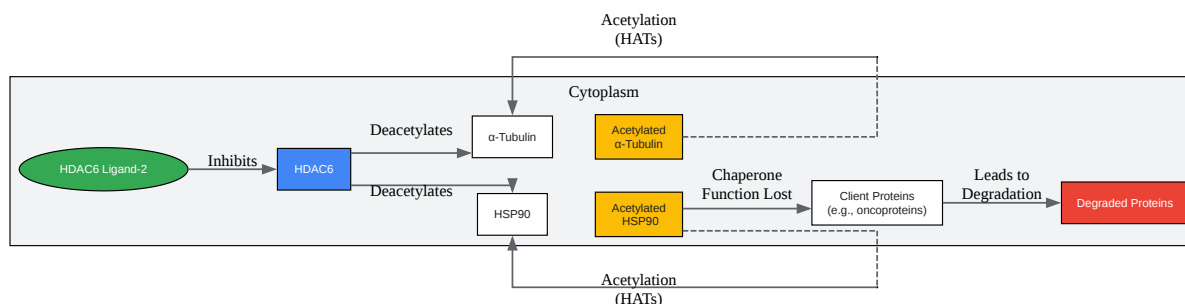 Acetylation
(HATs)
Cytoplasm
Deacetylates
α-Tubulin
Acetylated
α-Tubulin
HDAC6 Ligand-2
Inhibits
HDAC6
Deacetylates
HSP90
Acetylated
HSP90
Chaperone
Function Lost
Client Proteins
(e.g., oncoproteins)
Leads to
Degradation
Degraded Proteins
Acetylation
(HATs)